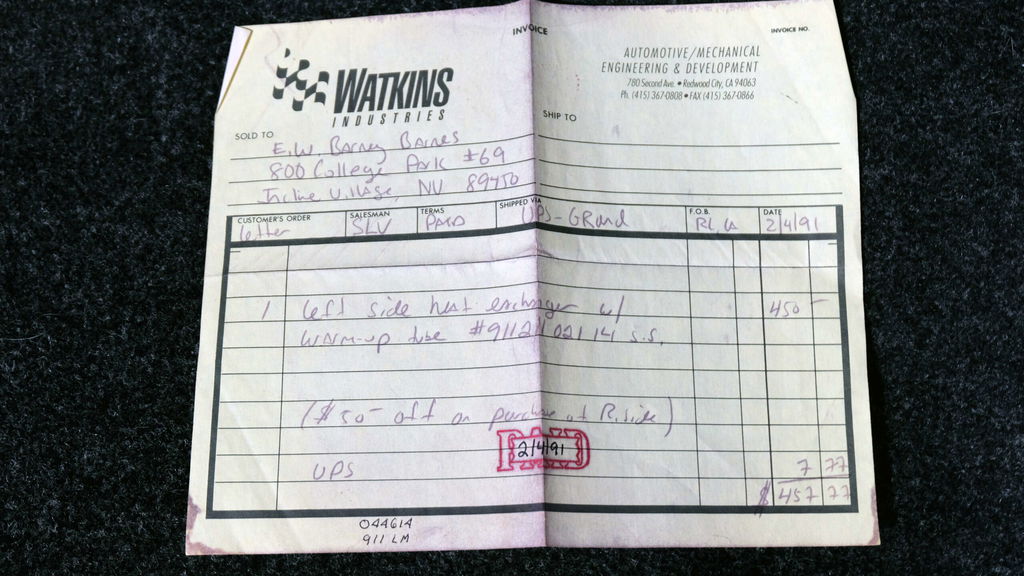 INVOICE
INVOICE NO.
WATKINS
INDUSTRIES
AUTOMOTIVE/MECHANICAL
ENGINEERING & DEVELOPMENT
780 Second Ave. • Redwood City, CA 94063
Ph. (415) 367-0808 • FAX (415) 367-0866
SOLD TO
SHIP TO
E.W. Barney Barnes
800 College Park #69
Incline Village, NV 89450
CUSTOMER'S ORDER
SALESMAN
TERMS
SHIPPED VIA
F.O.B.
DATE
letter
SLV
PAID
UPS-GRound
2/4/91
1 left side heat exchanger w/ 450 -
warm-up tube #911211021 14 s.s.
($50 - off on purchase of R.side)
PAID
2/4/91
UPS 7 77
$ 457 77
044614
911 LM